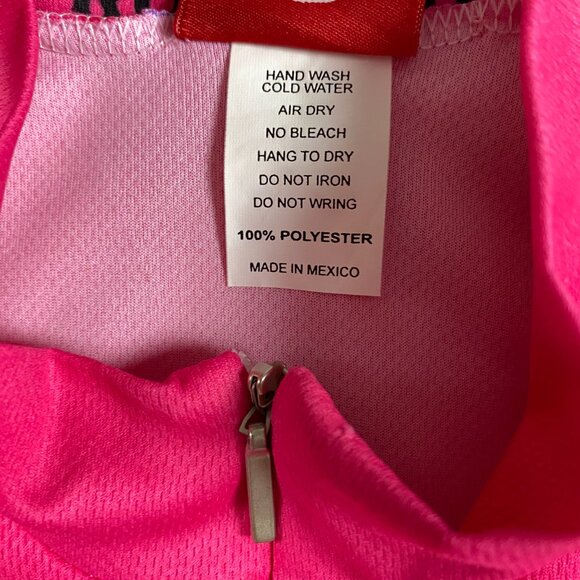 HAND WASH
COLD WATER
AIR DRY
NO BLEACH
HANG TO DRY
DO NOT IRON
DO NOT WRING
100% POLYESTER
MADE IN MEXICO